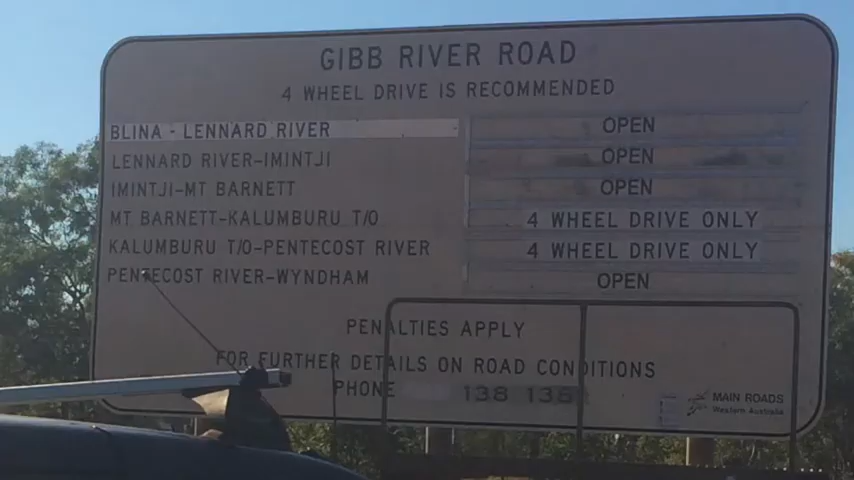 GIBB RIVER ROAD
4 WHEEL DRIVE IS RECOMMENDED
BLINA - LENNARD RIVER OPEN
LENNARD RIVER-IMINTJI OPEN
IMINTJI-MT BARNETT OPEN
MT BARNETT-KALUMBURU T/O 4 WHEEL DRIVE ONLY
KALUMBURU T/O-PENTECOST RIVER 4 WHEEL DRIVE ONLY
PENTECOST RIVER-WYNDHAM OPEN
PENALTIES APPLY
FOR FURTHER DETAILS ON ROAD CONDITIONS
PHONE 138 138
MAIN ROADS
Western Australia